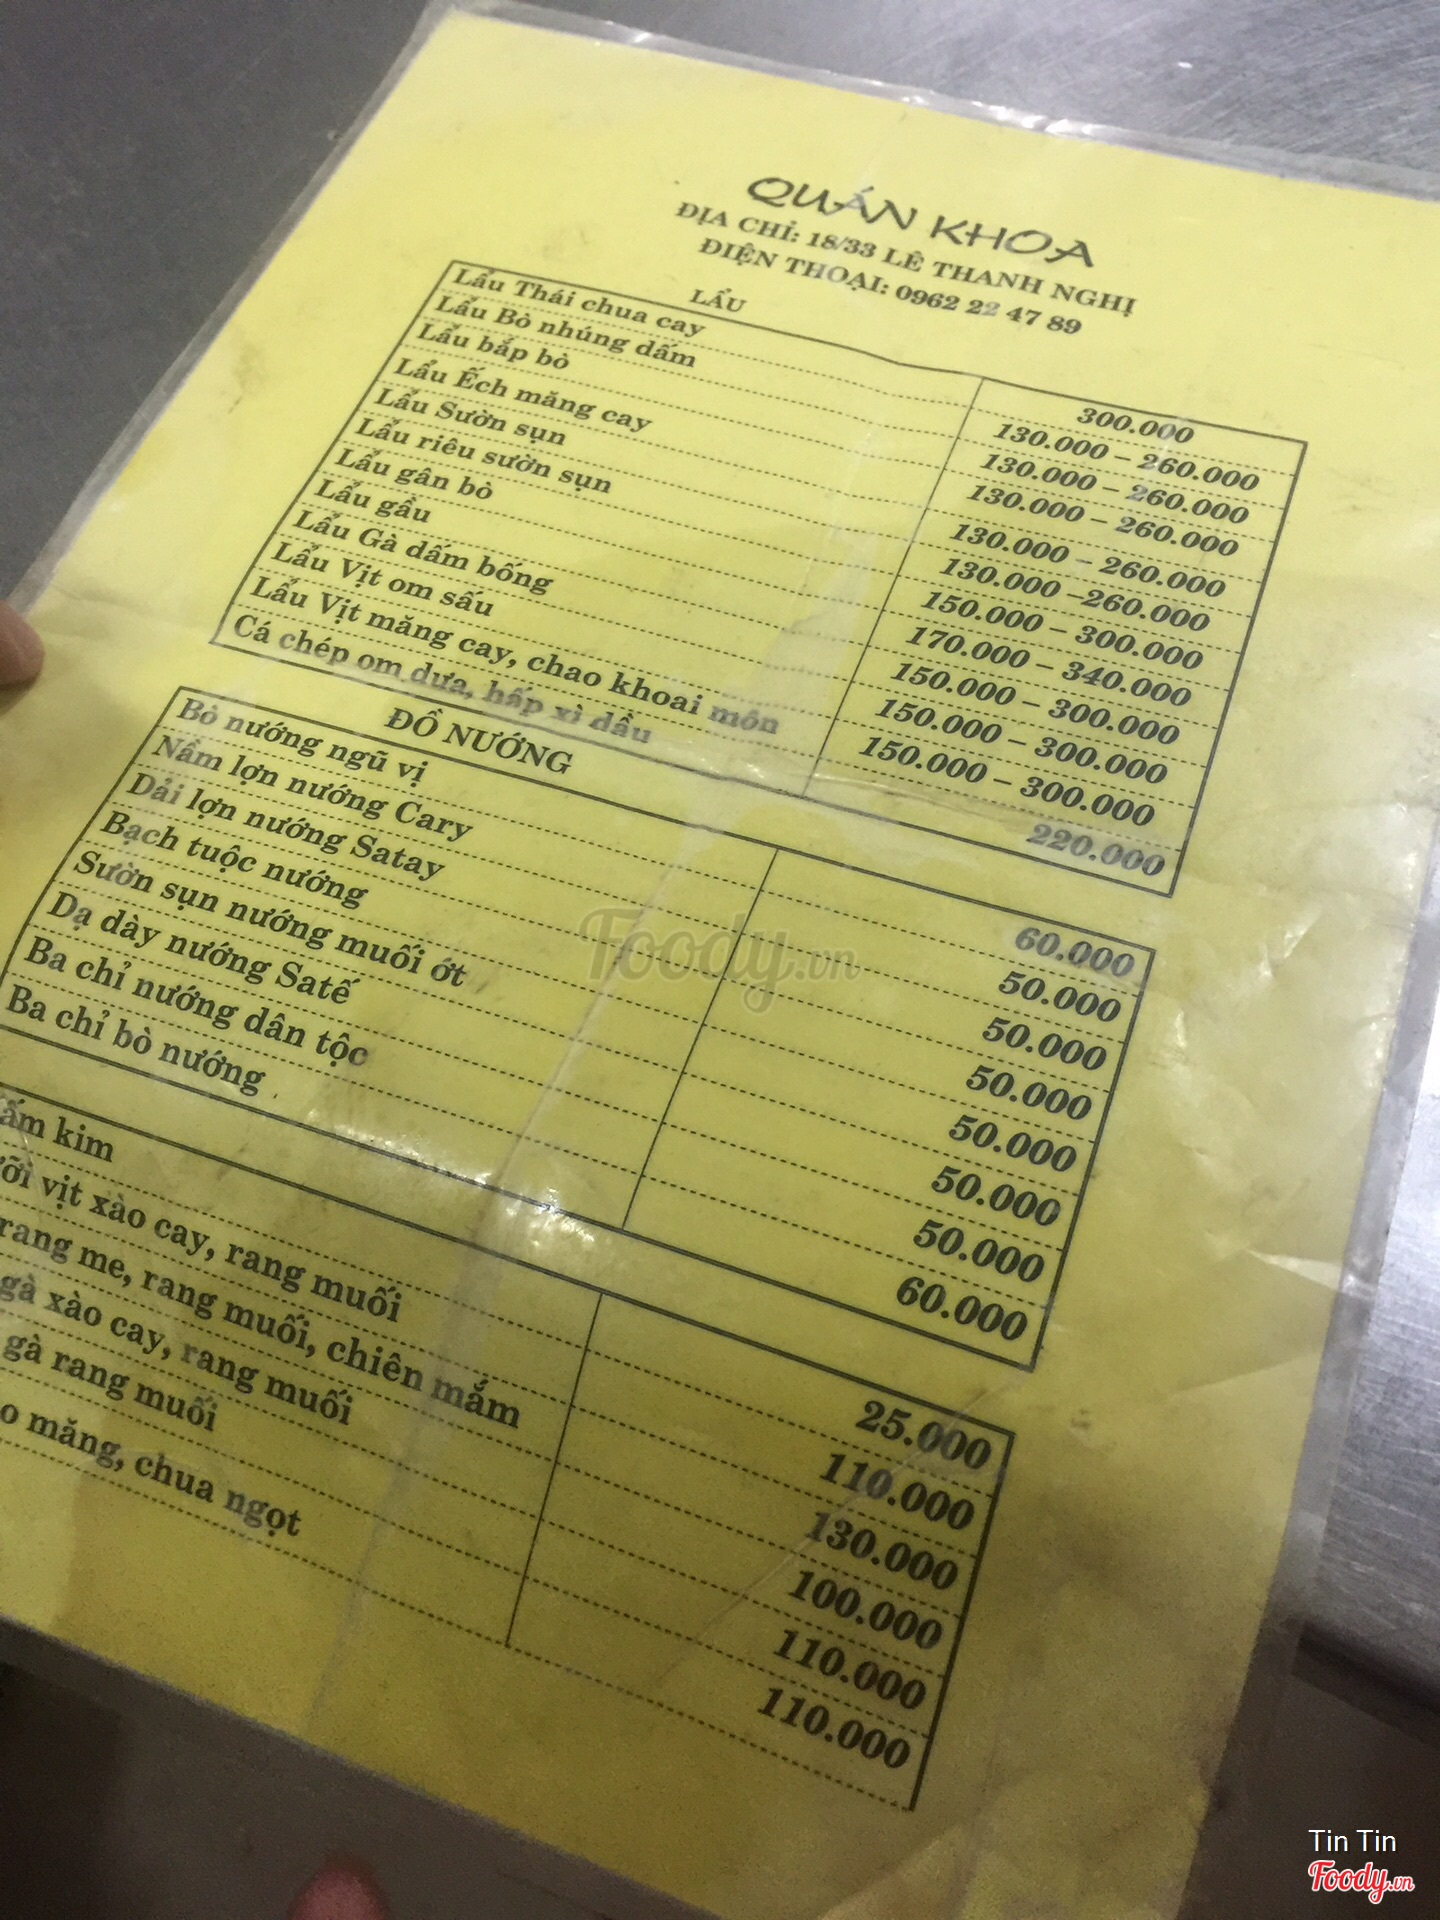 QUÁN KHOA
ĐỊA CHỈ: 18/33 LÊ THANH NGHỊ
ĐIỆN THOẠI: 0962 22 47 89
LẨU
Lẩu Thái chua cay 300.000
Lẩu Bò nhúng dấm 130.000 – 260.000
Lẩu bắp bò 130.000 – 260.000
Lẩu Ếch măng cay 130.000 – 260.000
Lẩu Sườn sụn 130.000 – 260.000
Lẩu riêu sườn sụn 130.000 –260.000
Lẩu gân bò 150.000 – 300.000
Lẩu gầu 170.000 – 340.000
Lẩu Gà dấm bống 150.000 – 300.000
Lẩu Vịt om sấu 150.000 – 300.000
Lẩu Vịt măng cay, chao khoai môn 150.000 – 300.000
Cá chép om dưa, hấp xì dầu 220.000
ĐỒ NƯỚNG
Bò nướng ngũ vị 60.000
Nầm lợn nướng Cary 50.000
Dải lợn nướng Satay 50.000
Bạch tuộc nướng 50.000
Sườn sụn nướng muối ớt 50.000
Dạ dày nướng Satế 50.000
Ba chỉ nướng dân tộc 50.000
Ba chỉ bò nướng 60.000
kim 25.000
vịt xào cay, rang muối 110.000
rang me, rang muối, chiên mắm 130.000
gà xào cay, rang muối 100.000
gà rang muối 110.000
măng, chua ngọt 110.000
Foody.vn
Tin Tin
Foody.vn